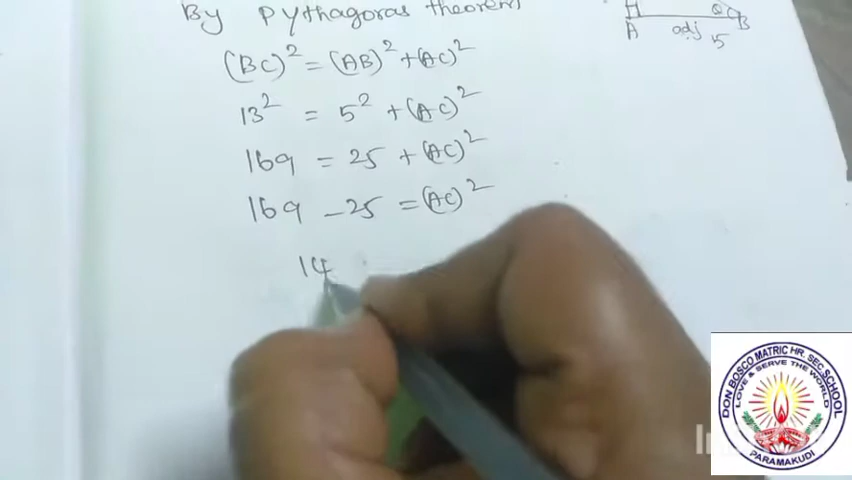 By Pythagoras theorem
(BC)² = (AB)² + (AC)²
13² = 5² + (AC)²
169 = 25 + (AC)²
169 - 25 = (AC)²
14
A adj B
5
DON BOSCO MATRIC HR. SEC. SCHOOL
LOVE & SERVE THE WORLD
PARAMAKUDI